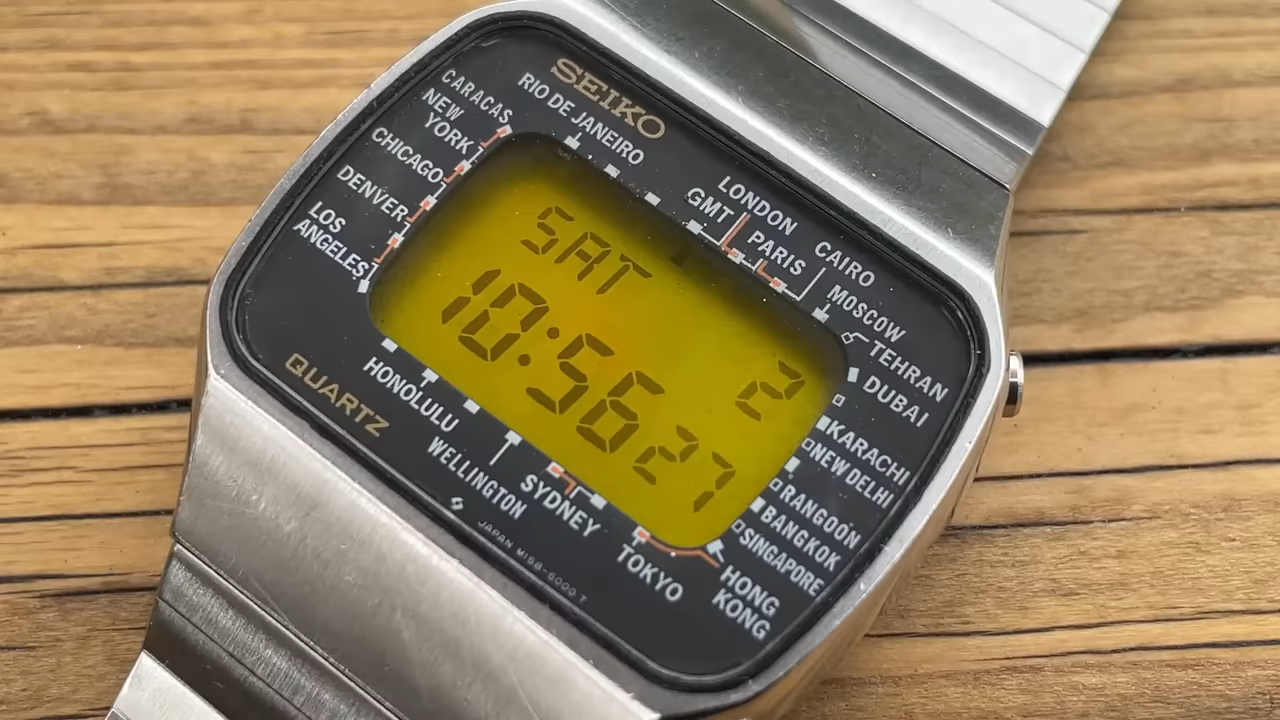 SEIKO
RIO DE JANEIRO
CARACAS
NEW
YORK
CHICAGO
DENVER
LOS
ANGELES
LONDON
GMT
PARIS
CAIRO
MOSCOW
TEHRAN
DUBAI
KARACHI
NEW DELHI
RANGOON
BANGKOK
SINGAPORE
HONG
KONG
TOKYO
SYDNEY
WELLINGTON
HONOLULU
QUARTZ
SAT
2
10:56 27
JAPAN M158-5000 T